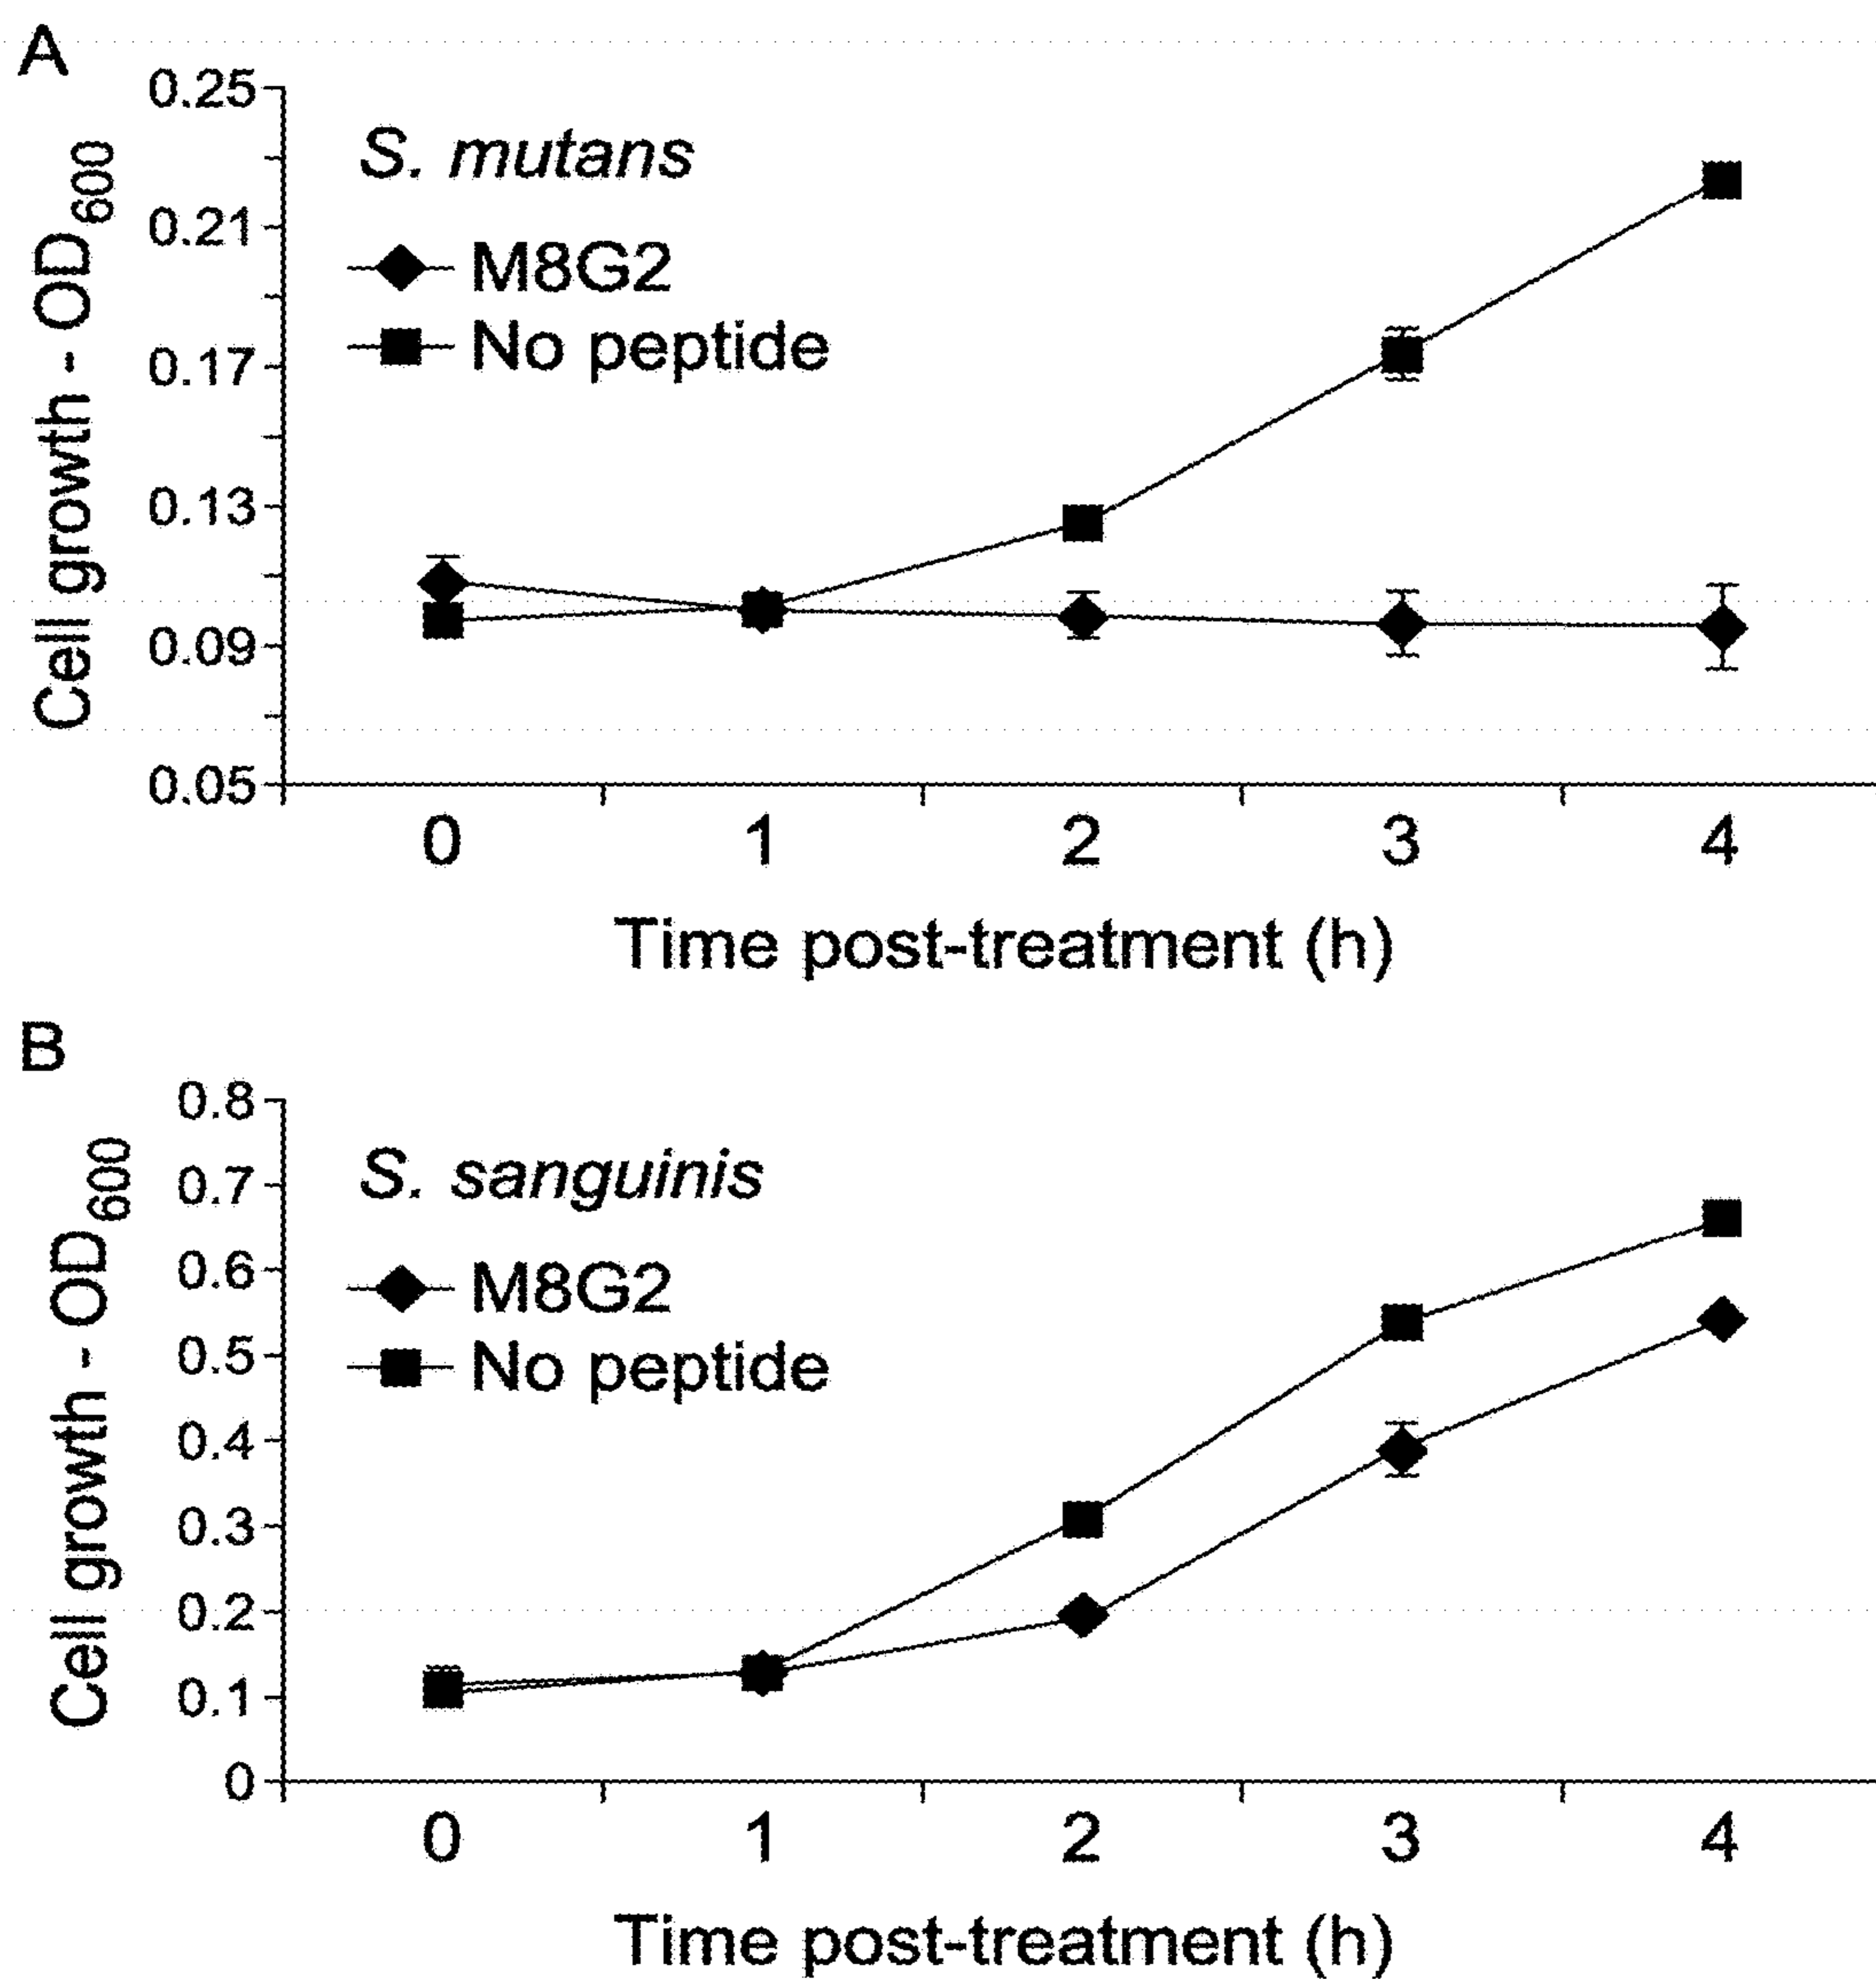 A
0.25
0.21
0.17
0.13
0.09
0.05
Cell growth - OD600
S. mutans
M8G2
No peptide
0 1 2 3 4
Time post-treatment (h)
B
0.8
0.7
0.6
0.5
0.4
0.3
0.2
0.1
0
Cell growth - OD600
S. sanguinis
M8G2
No peptide
0 1 2 3 4
Time post-treatment (h)